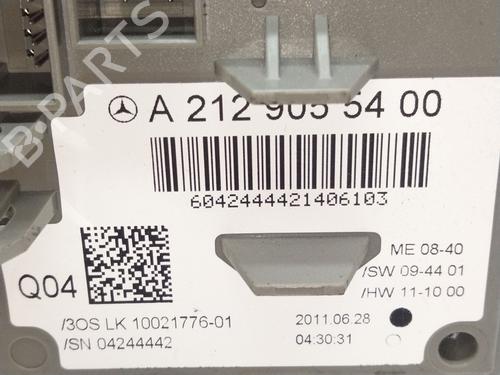 A 212 905 54 00
6042444421406103
ME 08-40
Q04
/SW 09-44 01
/HW 11-10 00
/3OS LK 10021776-01
2011.06.28
/SN 04244442
04:30:31
B-PARTS